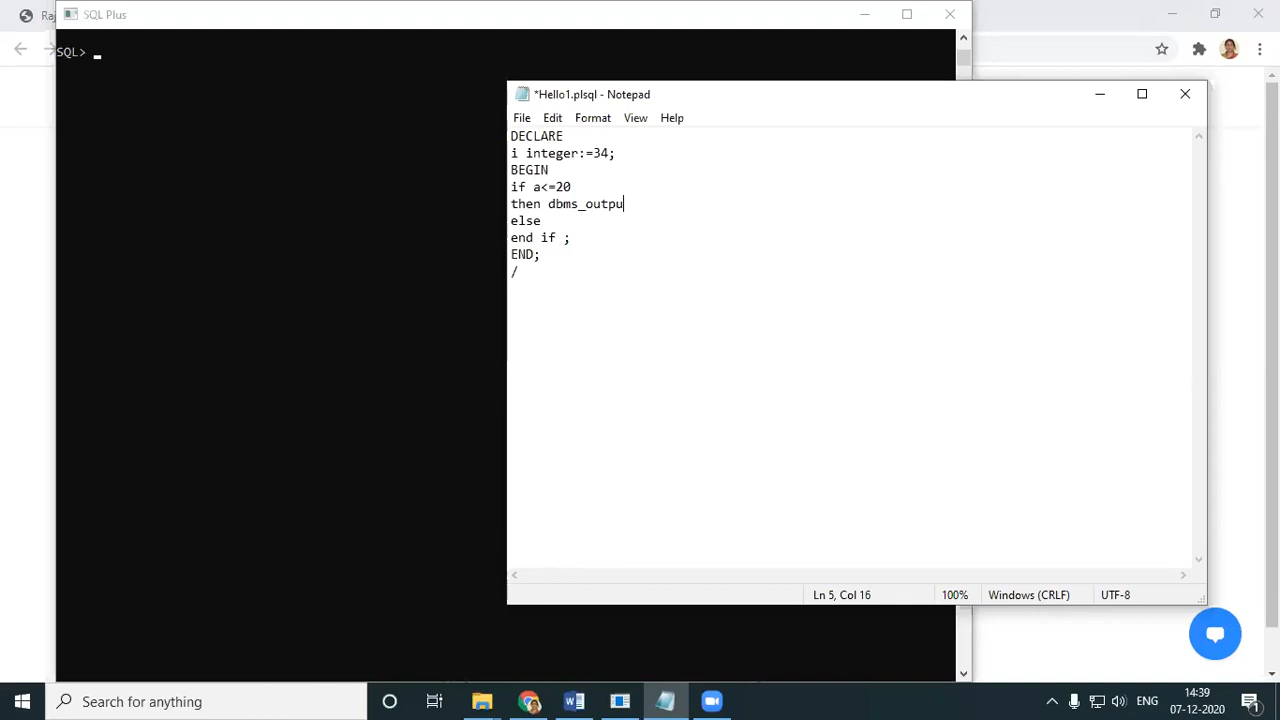 Raj
SQL Plus
SQL>
*Hello1.plsql - Notepad
File Edit Format View Help
DECLARE
i integer:=34;
BEGIN
if a<=20
then dbms_outpu
else
end if ;
END;
/
Ln 5, Col 16 100% Windows (CRLF) UTF-8
Search for anything
ENG
14:39
07-12-2020
1